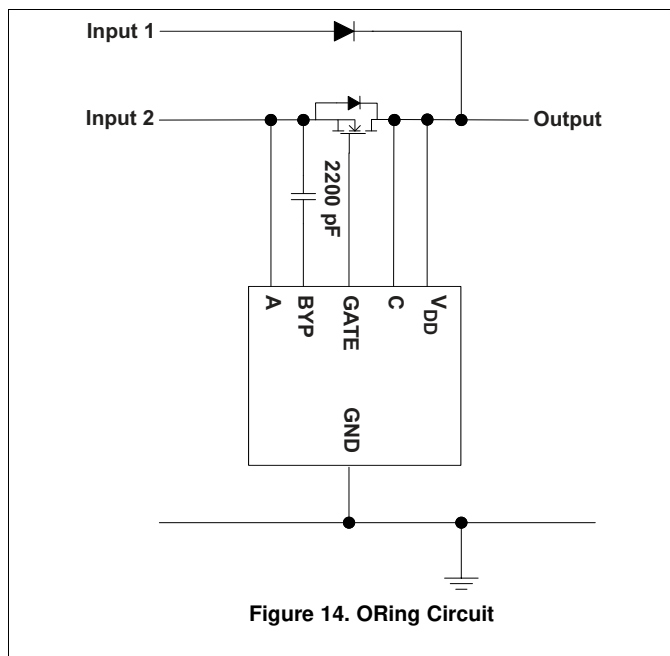 Input 1
Input 2
Output
2200 pF
A
BYP
GATE
C
VDD
GND
Figure 14. ORing Circuit